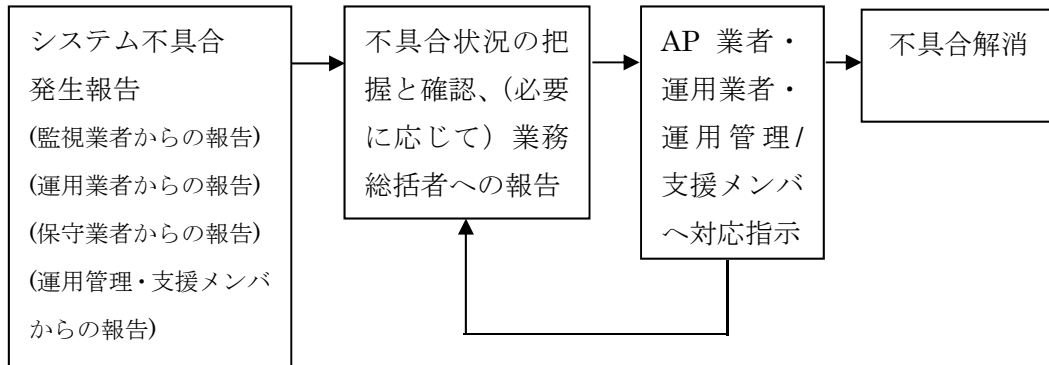 システム不具合
発生報告
(監視業者からの報告)
(運用業者からの報告)
(保守業者からの報告)
(運用管理・支援メンバ
からの報告)
不具合状況の把
握と確認、（必要
に応じて）業務
総括者への報告
AP 業者・
運用業者・
運用管理/
支援メンバ
へ対応指示
不具合解消